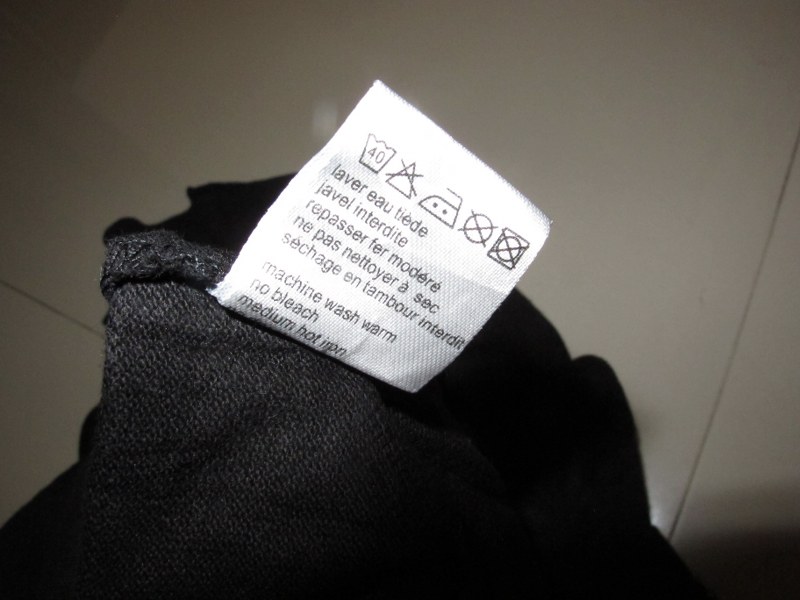 40
laver eau tiède
javel interdite
repasser fer modéré
ne pas nettoyer à sec
séchage en tambour interdit
machine wash warm
no bleach
medium hot iron